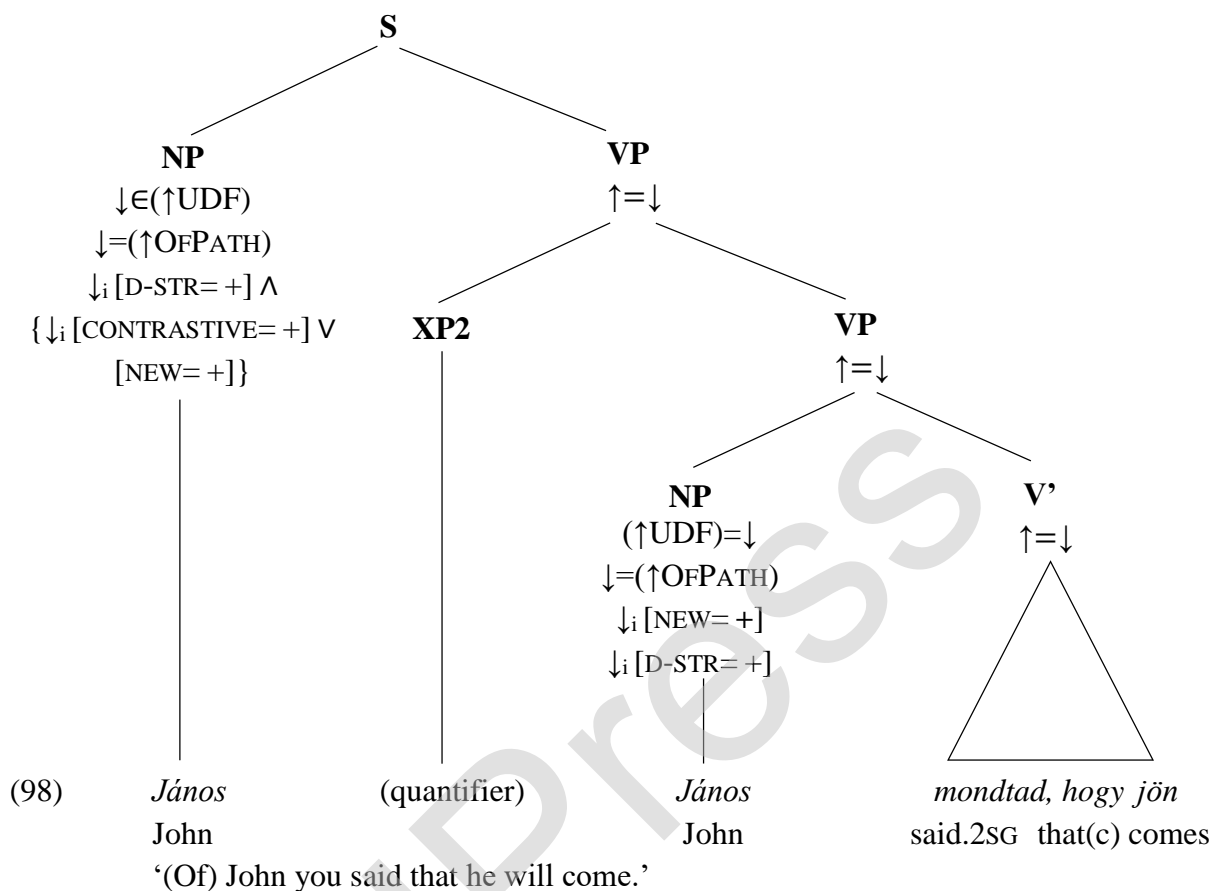 S
NP VP
↓∈(↑UDF) ↑=↓
↓=(↑OFPATH)
↓i [D-STR= +] ∧
{↓i [CONTRASTIVE= +] ∨ XP2 VP
[NEW= +]} ↑=↓
NP V’
(↑UDF)=↓ ↑=↓
↓=(↑OFPATH)
↓i [NEW= +]
↓i [D-STR= +]
(98) János (quantifier) János mondtad, hogy jön
John John said.2SG that(c) comes
‘(Of) John you said that he will come.’
Press